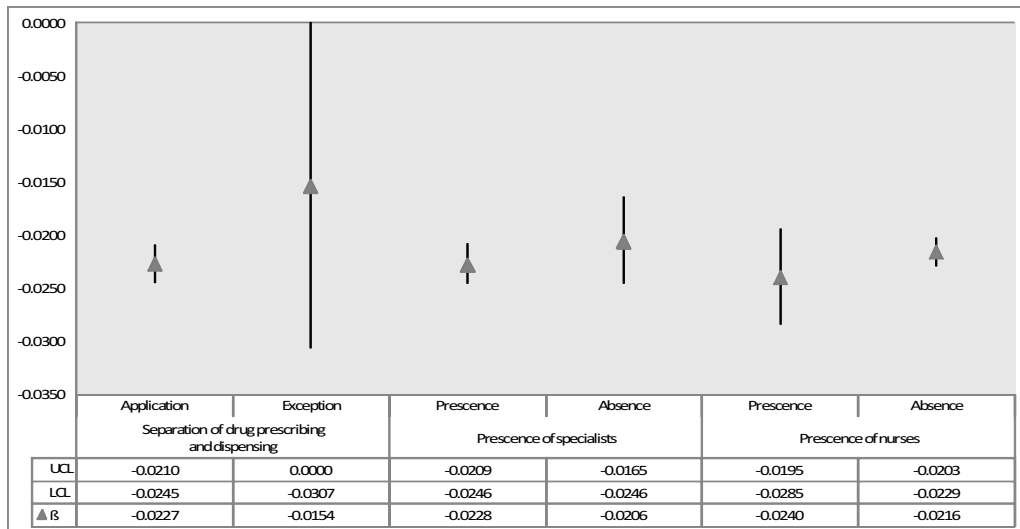 0.0000
-0.0050
-0.0100
-0.0150
-0.0200
-0.0250
-0.0300
-0.0350
Application Exception Prescence Absence Prescence Absence
Separation of drug prescribing
and dispensing
Prescence of specialists
Prescence of nurses
UCL -0.0210 0.0000 -0.0209 -0.0165 -0.0195 -0.0203
LCL -0.0245 -0.0307 -0.0246 -0.0246 -0.0285 -0.0229
ß -0.0227 -0.0154 -0.0228 -0.0206 -0.0240 -0.0216